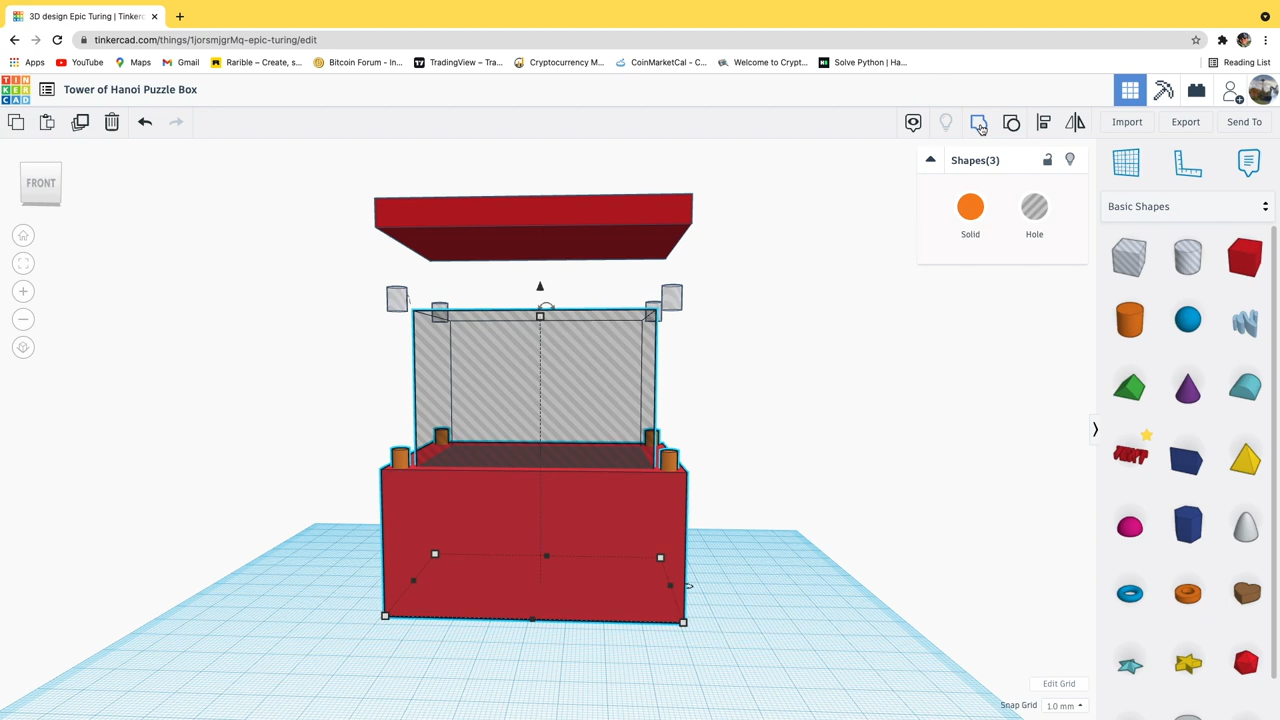 3D design Epic Turing | Tinkerc
tinkercad.com/things/1jorsmjgrMq-epic-turing/edit
Apps YouTube Maps Gmail Rarible – Create, s... Bitcoin Forum - In... TradingView – Tra... Cryptocurrency M... CoinMarketCal - C... Welcome to Crypt... Solve Python | Ha... Reading List
TIN
KER
CAD
Tower of Hanoi Puzzle Box
Import Export Send To
FRONT
Shapes(3)
Solid Hole
Basic Shapes
Edit Grid
Snap Grid 1.0 mm